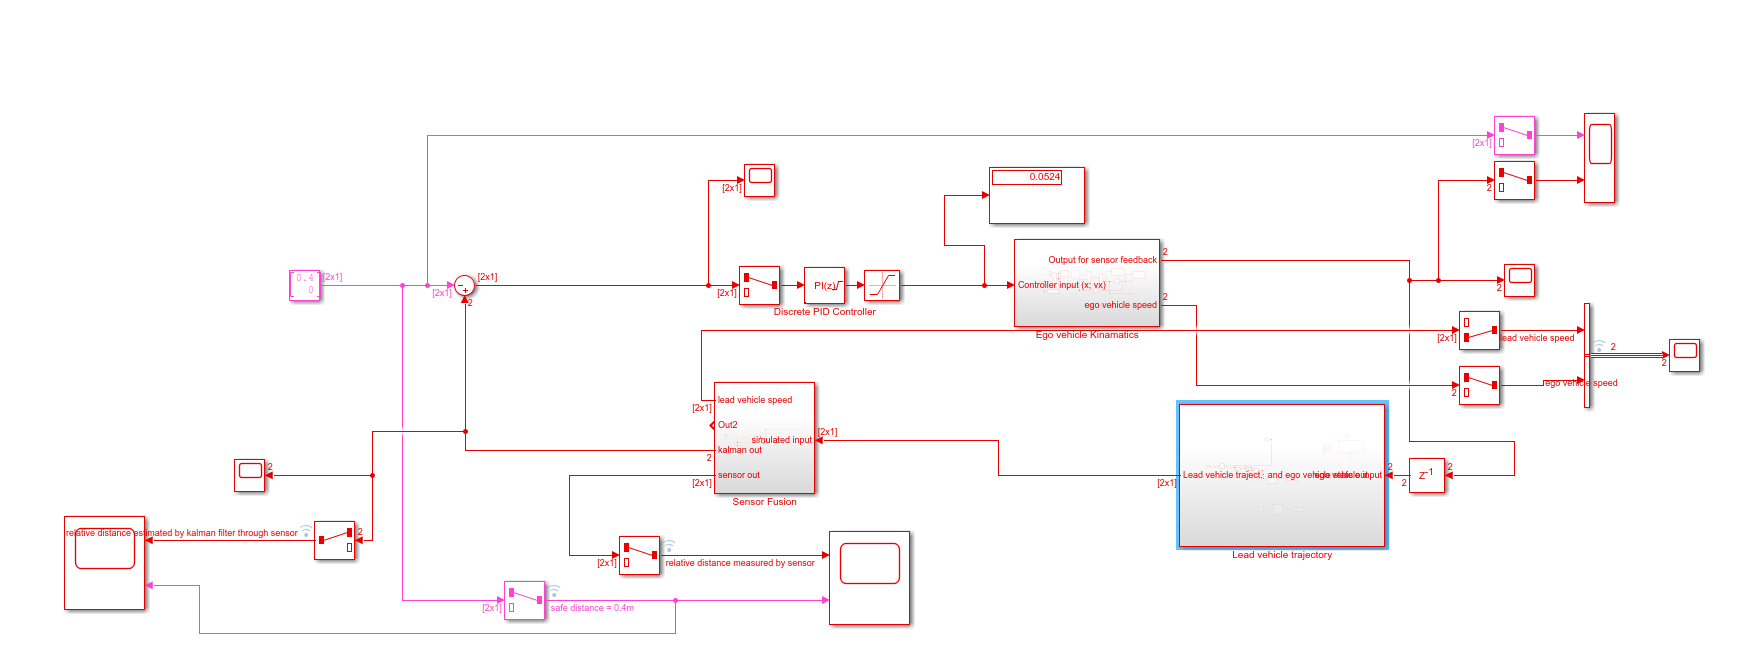 [2x1]
2
[2x1]
0.0524
2
Output for sensor feedback
0.4
0
[2x1]
[2x1]
[2x1]
2
[2x1]
PI(z)
Discrete PID Controller
Controller input (x; vx)
ego vehicle speed
2
2
Ego vehicle Kinamatics
[2x1]
lead vehicle speed
2
2
2
ego vehicle speed
lead vehicle speed
[2x1]
Out2
simulated input
[2x1]
kalman out
2
sensor out
[2x1]
Sensor Fusion
2
Lead vehicle traject. and ego vehicle state out
[2x1]
2
2
Z-1
2
Lead vehicle trajectory
relative distance estimated by kalman filter through sensor
2
[2x1]
relative distance measured by sensor
[2x1]
safe distance = 0.4m